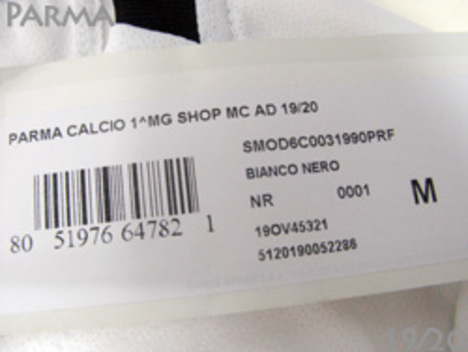 PARMA
PARMA CALCIO 1^MG SHOP MC AD 19/20
SMOD6C0031990PRF
BIANCO NERO
NR 0001 M
19OV45321
5120190052286
80 51976 64782 1
19/20